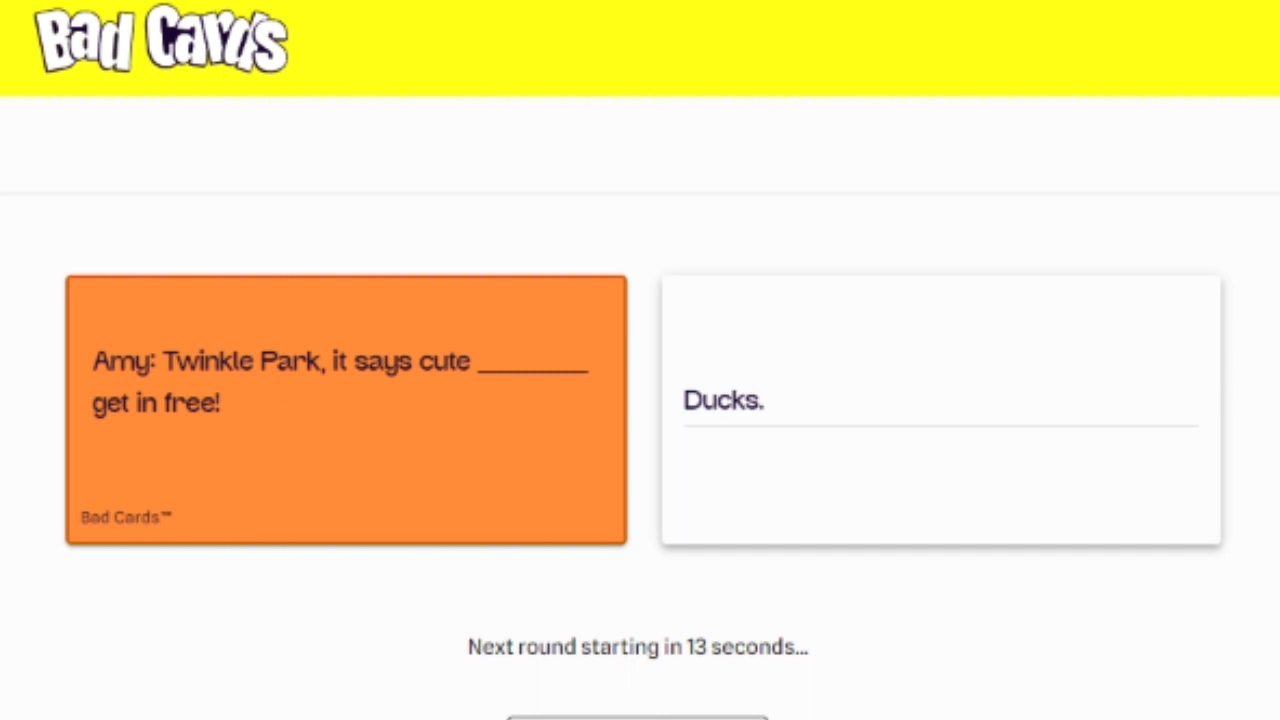 Bad Cards
Amy: Twinkle Park, it says cute ________
get in free!
Bad Cards™
Ducks.
Next round starting in 13 seconds...